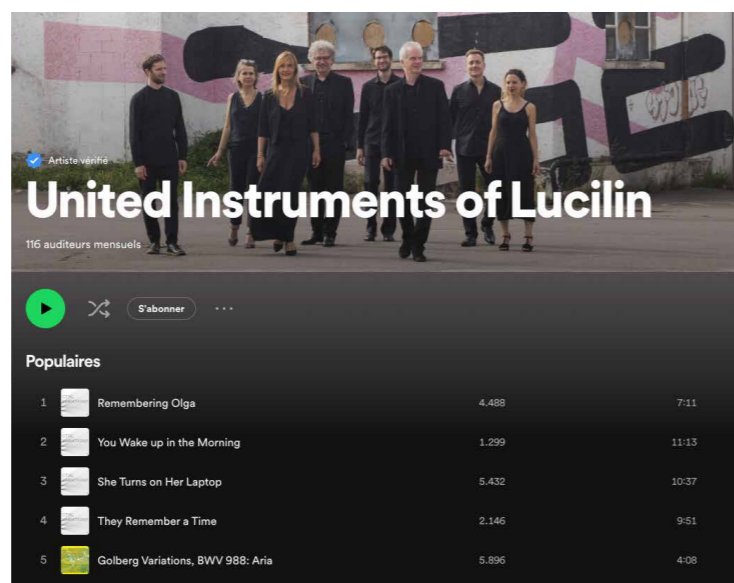 Artiste vérifié
United Instruments of Lucilin
116 auditeurs mensuels
S'abonner
Populaires
1 Remembering Olga 4.488 7:11
2 You Wake up in the Morning 1.299 11:13
3 She Turns on Her Laptop 5.432 10:37
4 They Remember a Time 2.146 9:51
5 Golberg Variations, BWV 988: Aria 5.896 4:08